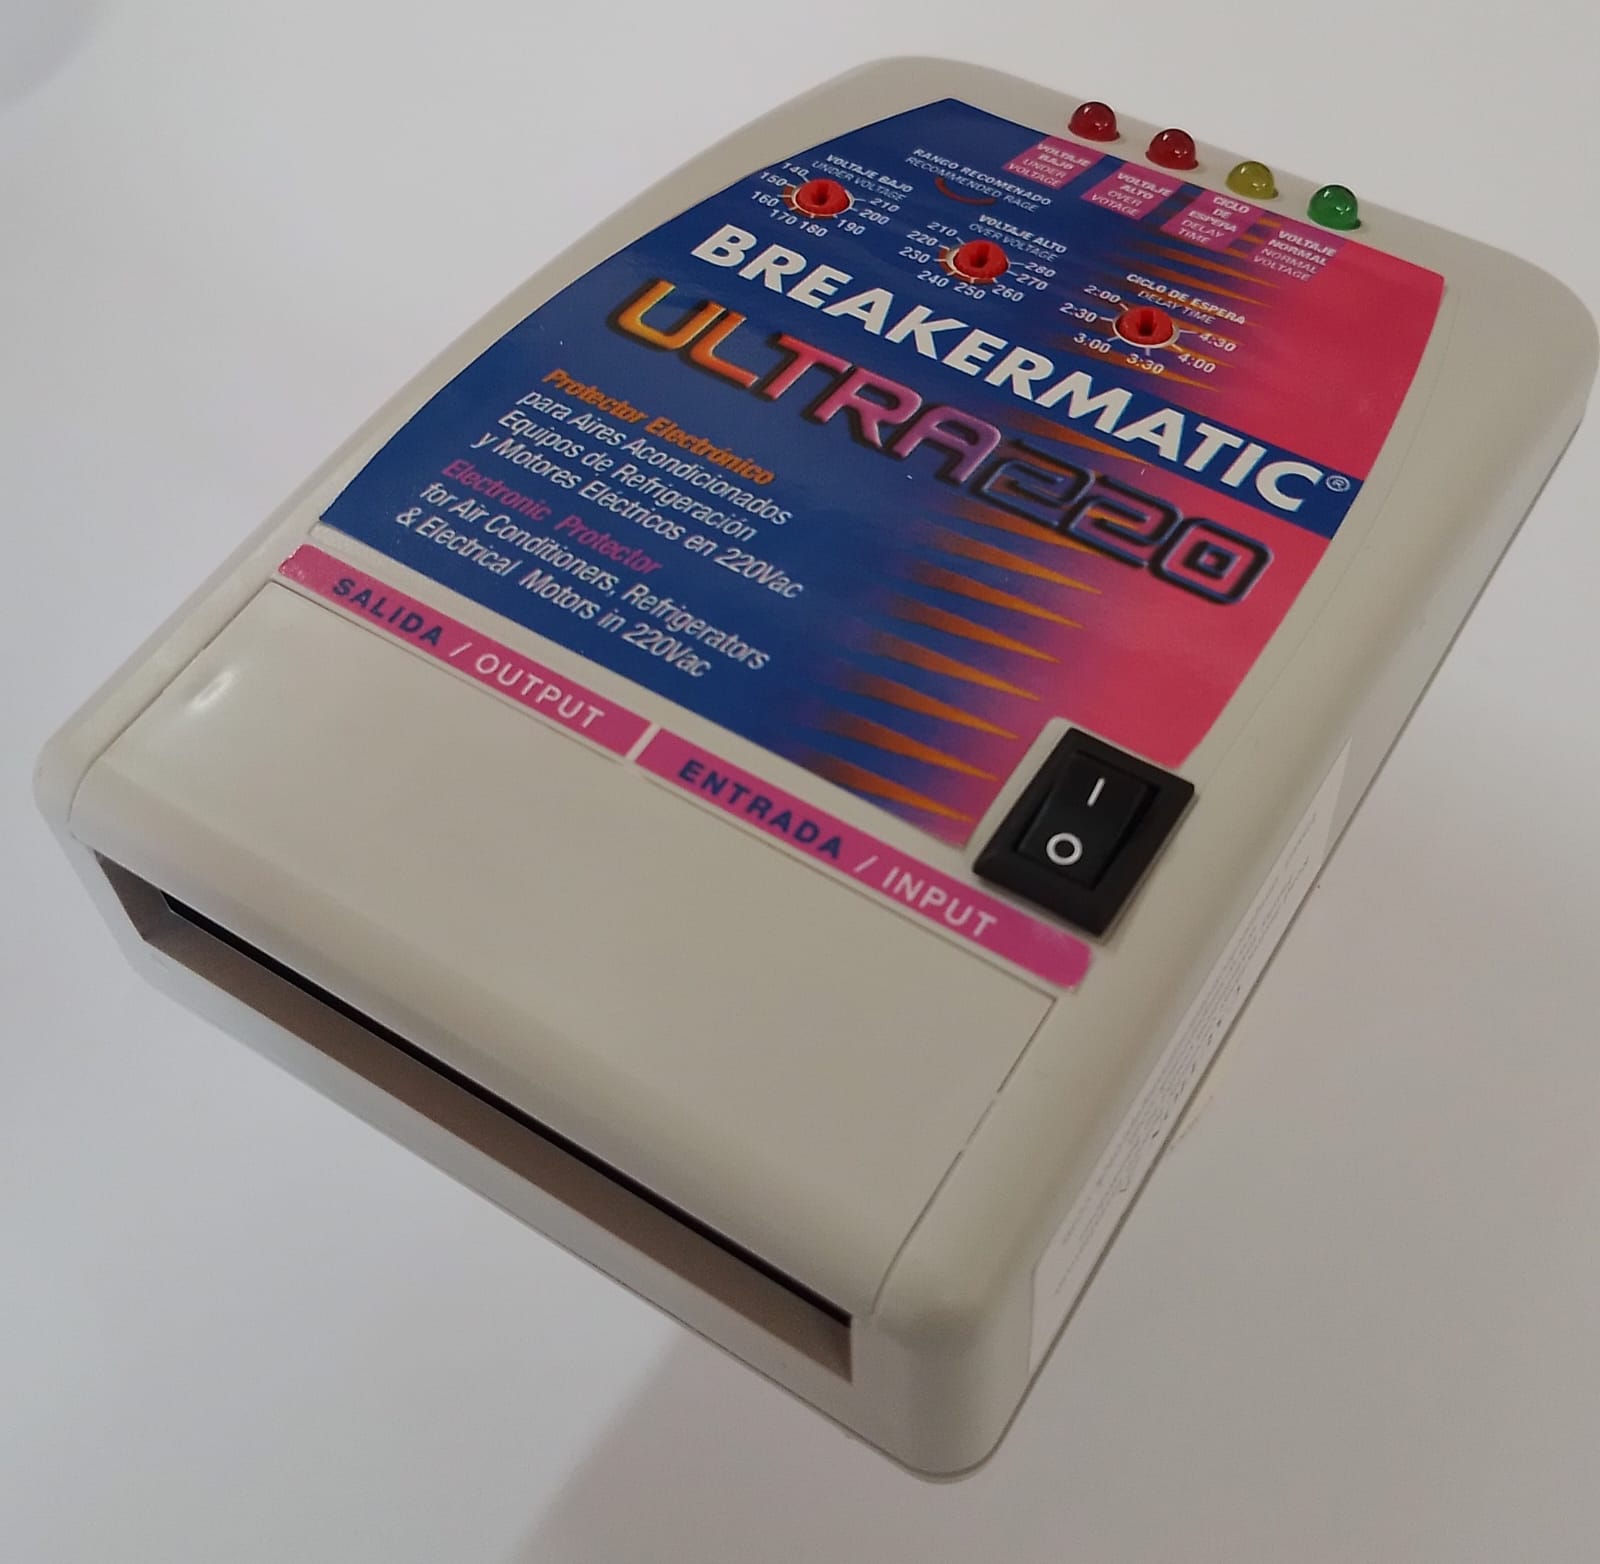 VOLTAJE BAJO
UNDER VOLTAGE
140
150
160
170
180
190
200
210
RANGO RECOMENADO
RECOMMENDED RAGE
VOLTAJE ALTO
OVER VOLTAGE
210
220
230
240
250
260
270
280
CICLO DE ESPERA
DELAY TIME
2:00
2:30
3:00
3:30
4:00
4:30
VOLTAJE
BAJO
UNDER
VOLTAGE
VOLTAJE
ALTO
OVER
VOTAGE
CICLO
DE
ESPERA
DELAY
TIME
VOLTAJE
NORMAL
NORMAL
VOLTAGE
BREAKERMATIC®
ULTRA220
Protector Electrónico
para Aires Acondicionados
Equipos de Refrigeración
y Motores Eléctricos en 220Vac
Electronic Protector
for Air Conditioners, Refrigerators
& Electrical Motors in 220Vac
SALIDA / OUTPUT
ENTRADA / INPUT
I
O